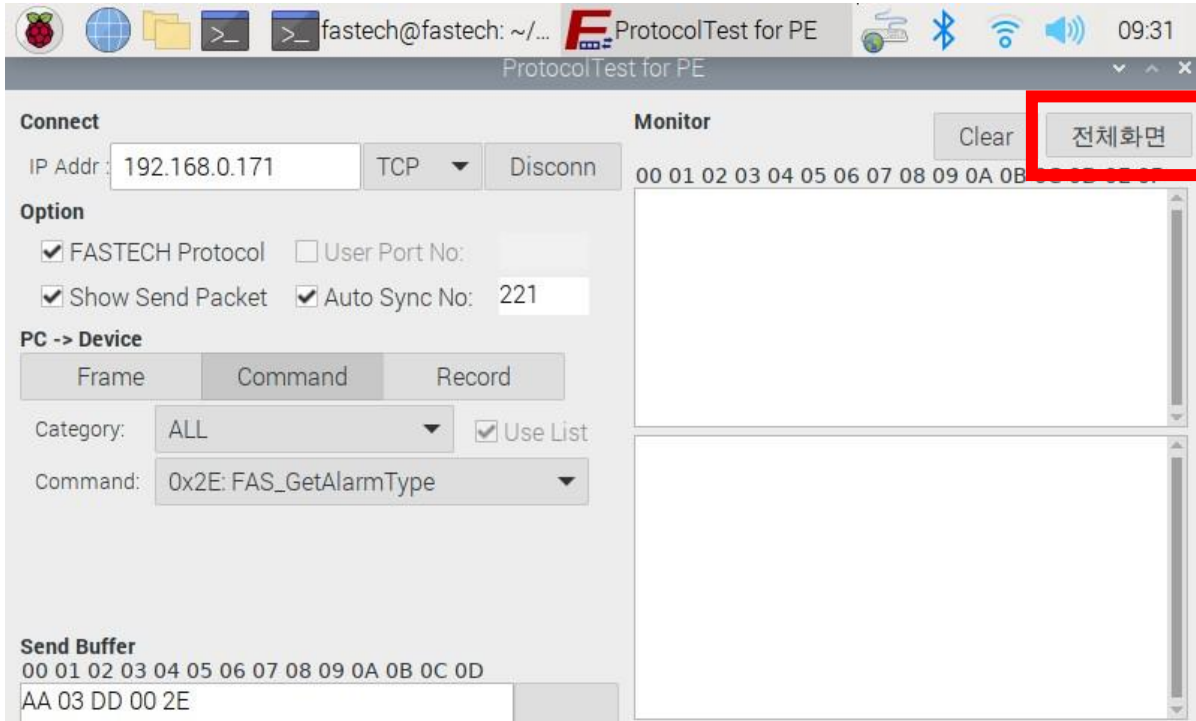 fastech@fastech: ~/... ProtocolTest for PE 09:31
ProtocolTest for PE
Connect
IP Addr : 192.168.0.171 TCP Disconn
Option
FASTECH Protocol User Port No:
Show Send Packet Auto Sync No: 221
PC -> Device
Frame Command Record
Category: ALL Use List
Command: 0x2E: FAS_GetAlarmType
Send Buffer
00 01 02 03 04 05 06 07 08 09 0A 0B 0C 0D
AA 03 DD 00 2E
Monitor
Clear 전체화면
00 01 02 03 04 05 06 07 08 09 0A 0B